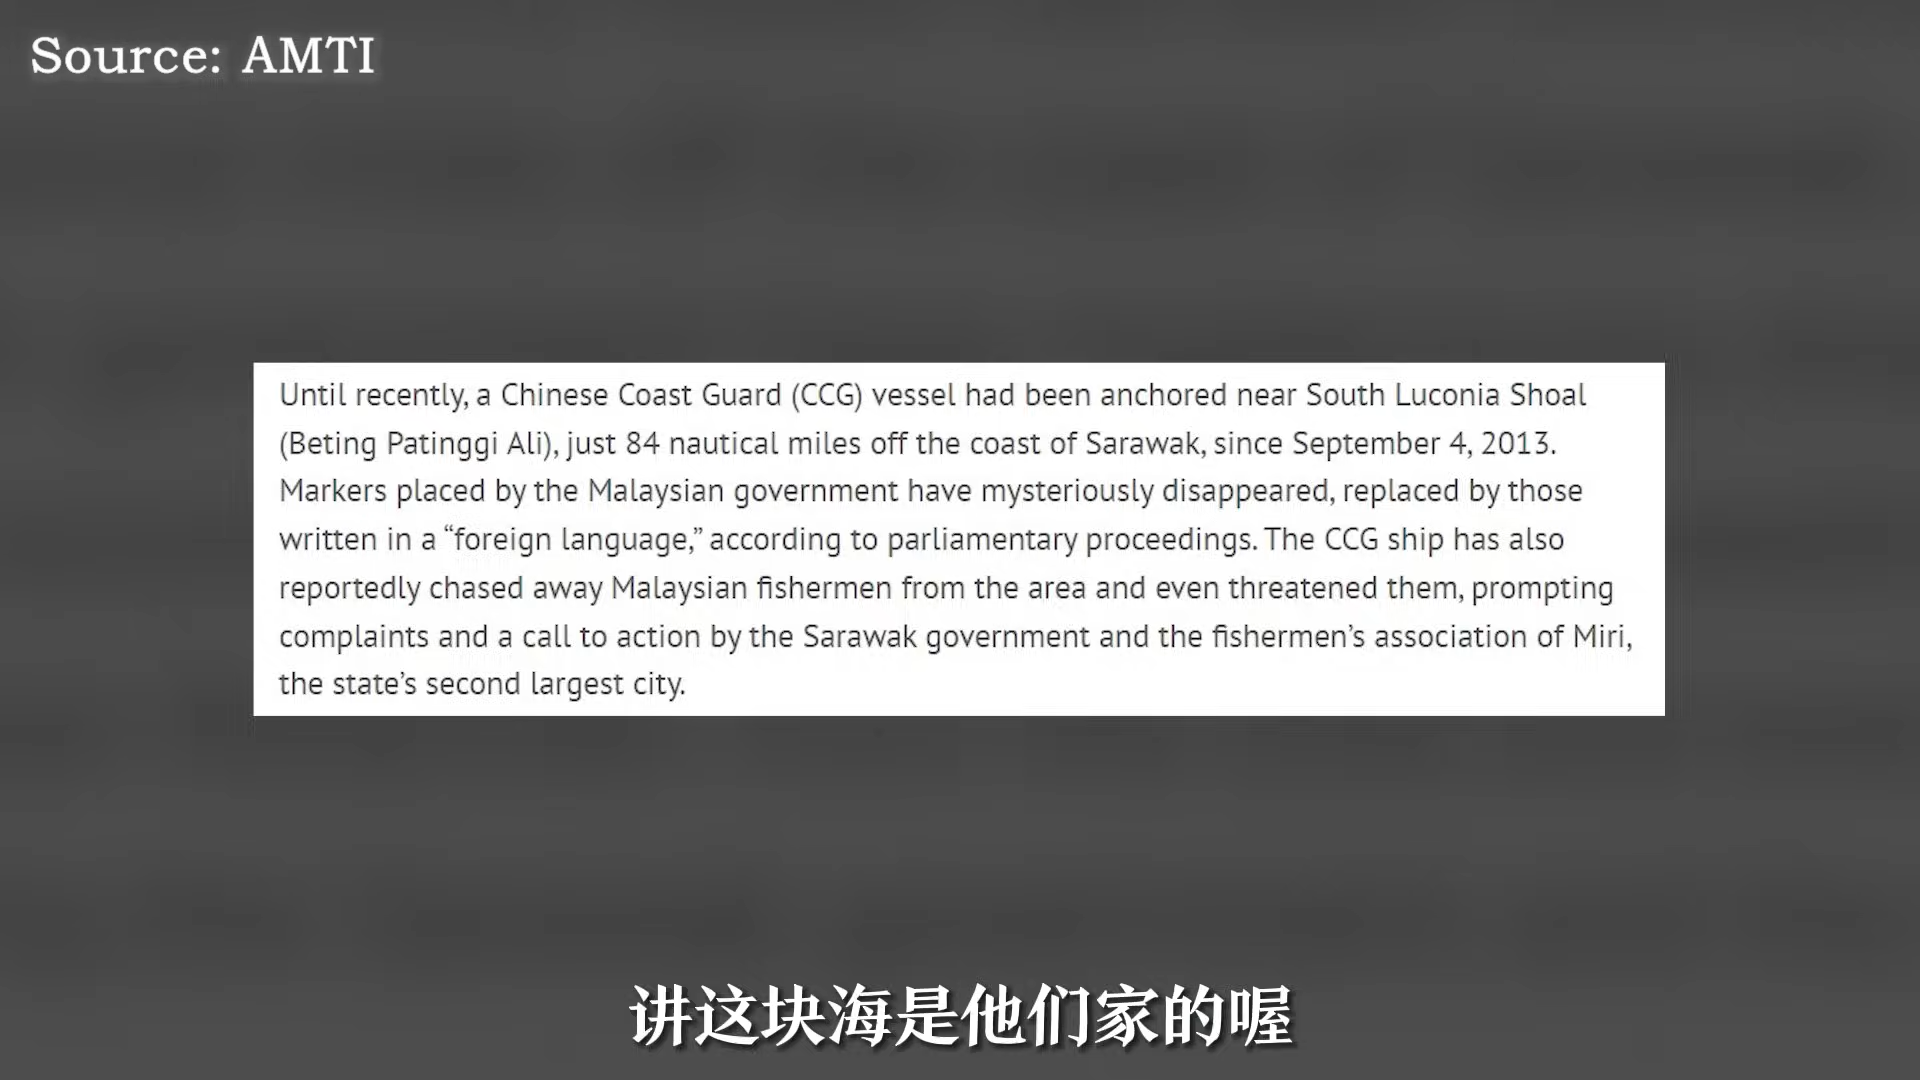 Source: AMTI
Until recently, a Chinese Coast Guard (CCG) vessel had been anchored near South Luconia Shoal
(Beting Patinggi Ali), just 84 nautical miles off the coast of Sarawak, since September 4, 2013.
Markers placed by the Malaysian government have mysteriously disappeared, replaced by those
written in a “foreign language,” according to parliamentary proceedings. The CCG ship has also
reportedly chased away Malaysian fishermen from the area and even threatened them, prompting
complaints and a call to action by the Sarawak government and the fishermen’s association of Miri,
the state’s second largest city.
讲这块海是他们家的喔